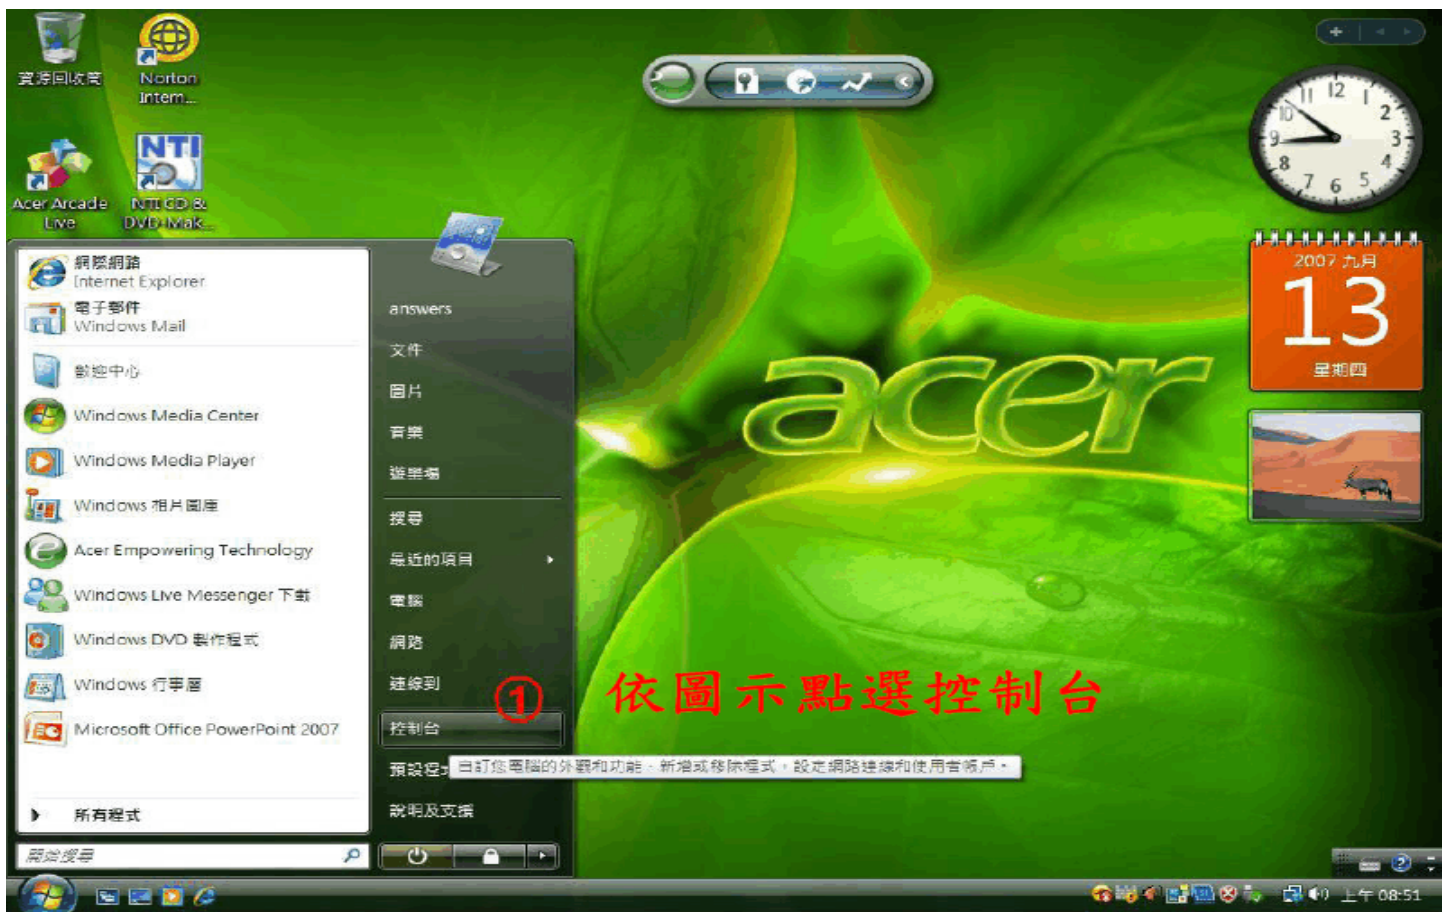 資源回收筒
Norton
Intern...
Acer Arcade
Live
NTI CD &
DVD-Mak...
網際網路
Internet Explorer
電子郵件
Windows Mail
歡迎中心
Windows Media Center
Windows Media Player
Windows 相片圖庫
Acer Empowering Technology
Windows Live Messenger 下載
Windows DVD 製作程式
Windows 行事曆
Microsoft Office PowerPoint 2007
所有程式
開始搜尋
answers
文件
圖片
音樂
遊樂場
搜尋
最近的項目
電腦
網路
連線到
控制台
預設程式
說明及支援
① 依圖示點選控制台
自訂您電腦的外觀和功能、新增或移除程式，設定網路連線和使用者帳戶。
acer
12
1
2
3
4
5
6
7
8
9
10
11
2007 九月
13
星期四
NTI
上午 08:51